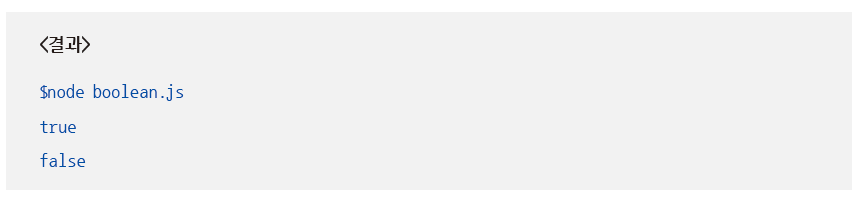 <결과>
$node boolean.js
true
false